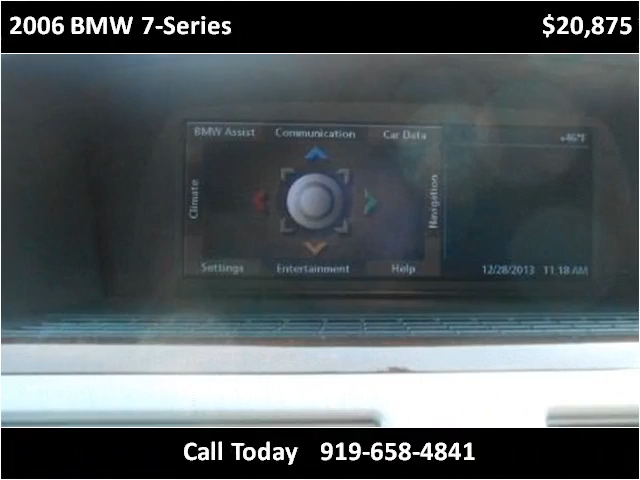 2006 BMW 7-Series $20,875
BMW Assist Communication Car Data
+46°F
Climate
Navigation
Settings Entertainment Help
12/28/2013 11:18 AM
Call Today 919-658-4841